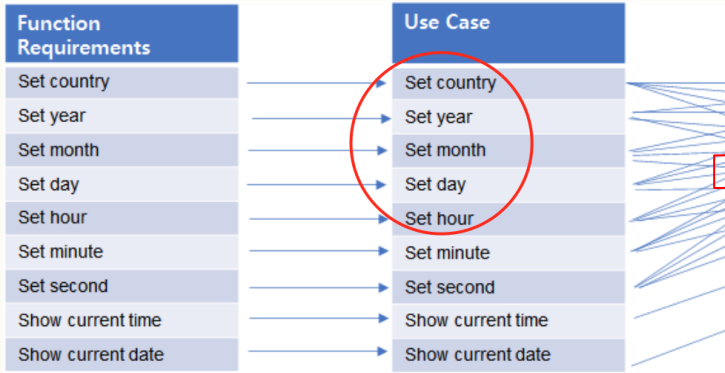 Function
Requirements
Set country
Set year
Set month
Set day
Set hour
Set minute
Set second
Show current time
Show current date
Use Case
Set country
Set year
Set month
Set day
Set hour
Set minute
Set second
Show current time
Show current date